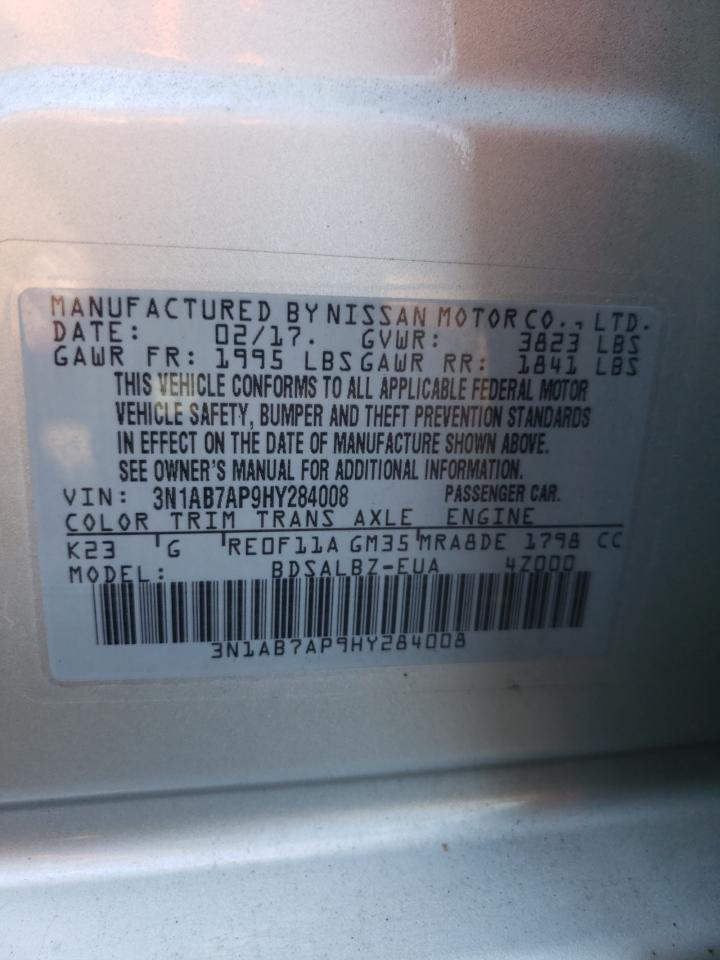 MANUFACTURED BY NISSAN MOTOR CO., LTD.
DATE: 02/17. GVWR: 3823 LBS
GAWR FR: 1995 LBS GAWR RR: 1841 LBS
THIS VEHICLE CONFORMS TO ALL APPLICABLE FEDERAL MOTOR
VEHICLE SAFETY, BUMPER AND THEFT PREVENTION STANDARDS
IN EFFECT ON THE DATE OF MANUFACTURE SHOWN ABOVE.
SEE OWNER'S MANUAL FOR ADDITIONAL INFORMATION.
VIN: 3N1AB7AP9HY284008 PASSENGER CAR.
COLOR TRIM TRANS AXLE ENGINE
K23 G RE0F11A GM35 MRA8DE 1798 CC
MODEL: BDSALBZ-EUA 4Z000
3N1AB7AP9HY284008